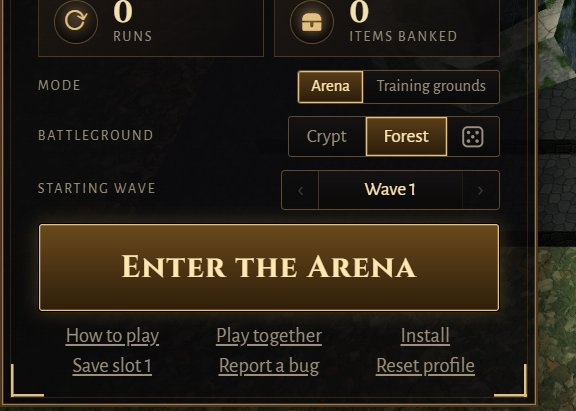 0
RUNS
0
ITEMS BANKED
MODE
Arena
Training grounds
BATTLEGROUND
Crypt
Forest
STARTING WAVE
‹
Wave 1
›
ENTER THE ARENA
How to play
Play together
Install
Save slot 1
Report a bug
Reset profile